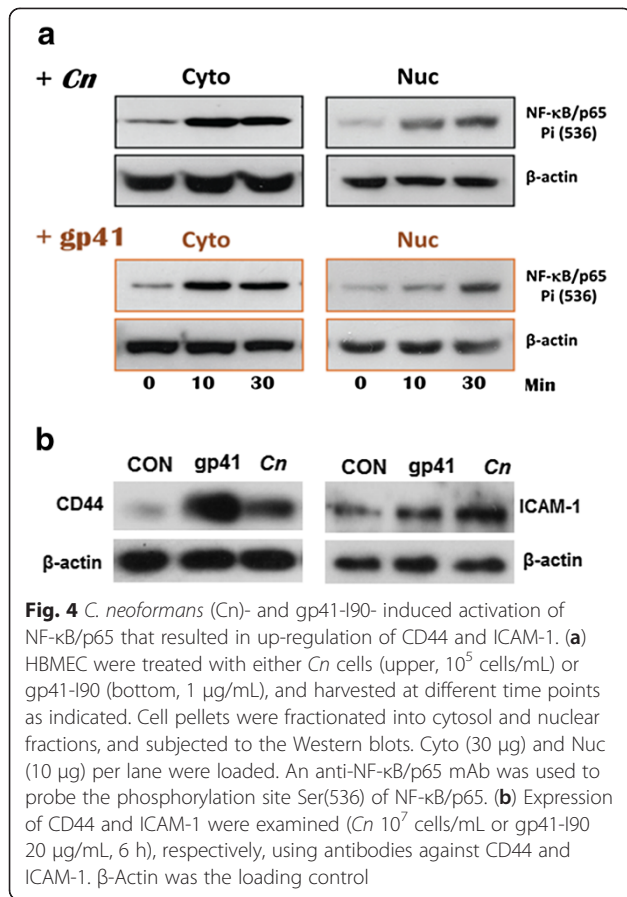 a
+ Cn Cyto Nuc
NF-κB/p65
Pi (536)
β-actin
+ gp41 Cyto Nuc
NF-κB/p65
Pi (536)
β-actin
0 10 30 0 10 30 Min
b
CON gp41 Cn CON gp41 Cn
CD44 ICAM-1
β-actin β-actin
Fig. 4 C. neoformans (Cn)- and gp41-I90- induced activation of
NF-κB/p65 that resulted in up-regulation of CD44 and ICAM-1. (a)
HBMEC were treated with either Cn cells (upper, 10⁵ cells/mL) or
gp41-I90 (bottom, 1 μg/mL), and harvested at different time points
as indicated. Cell pellets were fractionated into cytosol and nuclear
fractions, and subjected to the Western blots. Cyto (30 μg) and Nuc
(10 μg) per lane were loaded. An anti-NF-κB/p65 mAb was used to
probe the phosphorylation site Ser(536) of NF-κB/p65. (b) Expression
of CD44 and ICAM-1 were examined (Cn 10⁷ cells/mL or gp41-I90
20 μg/mL, 6 h), respectively, using antibodies against CD44 and
ICAM-1. β-Actin was the loading control